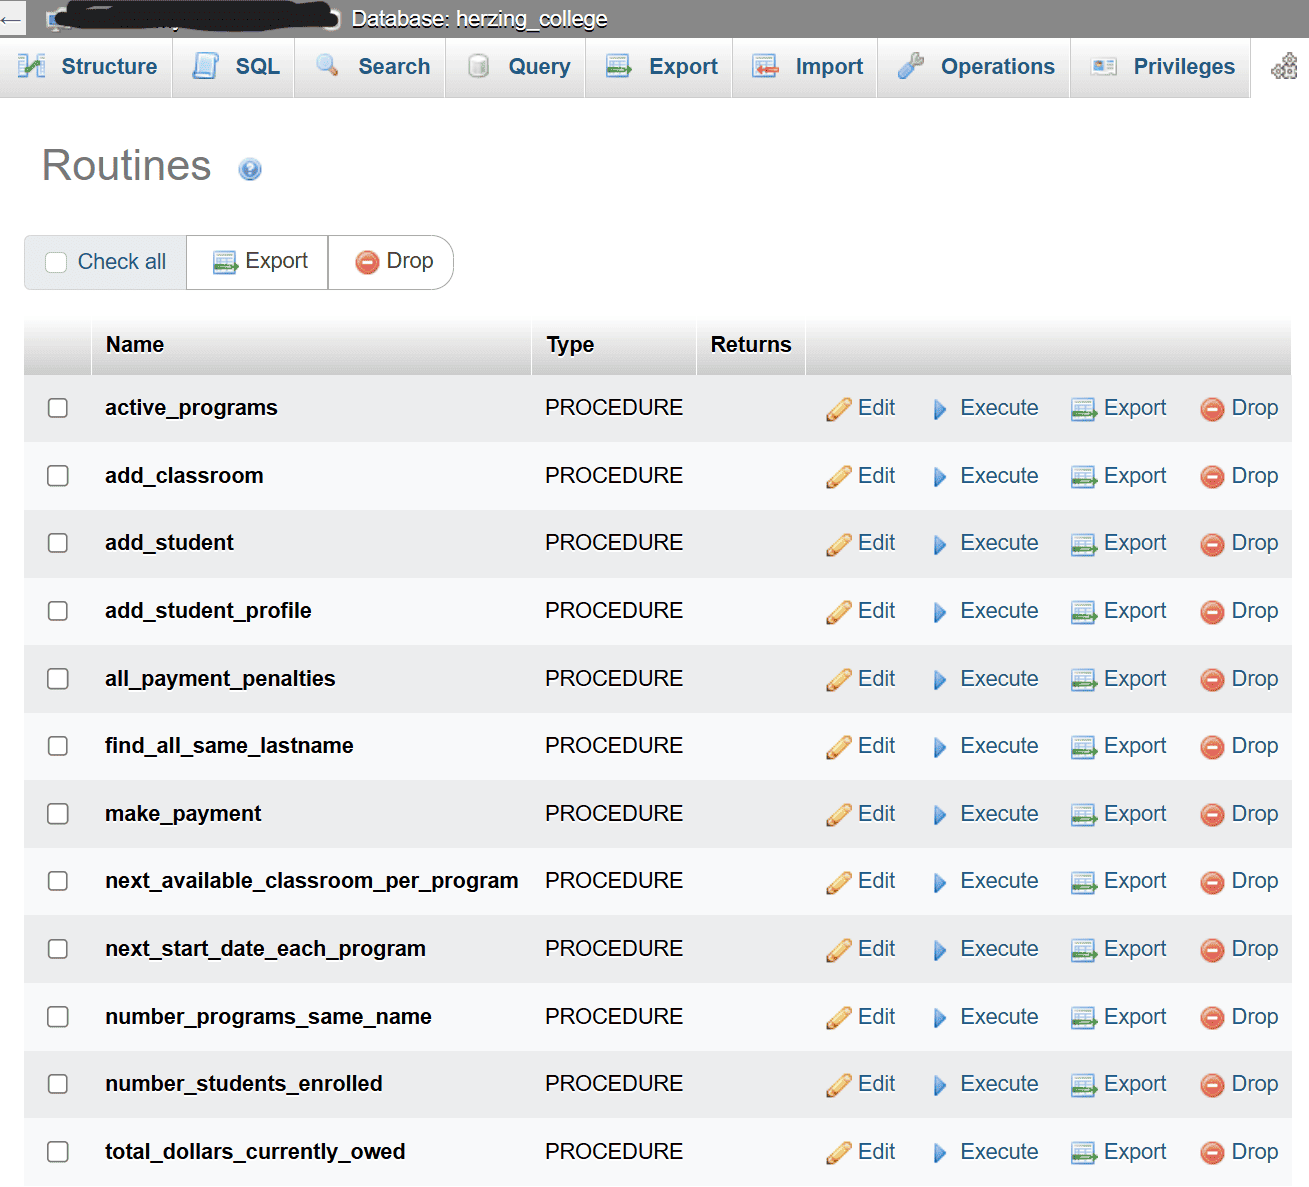 Database: herzing_college
Structure SQL Search Query Export Import Operations Privileges
Routines
Check all Export Drop
Name Type Returns
active_programs PROCEDURE Edit Execute Export Drop
add_classroom PROCEDURE Edit Execute Export Drop
add_student PROCEDURE Edit Execute Export Drop
add_student_profile PROCEDURE Edit Execute Export Drop
all_payment_penalties PROCEDURE Edit Execute Export Drop
find_all_same_lastname PROCEDURE Edit Execute Export Drop
make_payment PROCEDURE Edit Execute Export Drop
next_available_classroom_per_program PROCEDURE Edit Execute Export Drop
next_start_date_each_program PROCEDURE Edit Execute Export Drop
number_programs_same_name PROCEDURE Edit Execute Export Drop
number_students_enrolled PROCEDURE Edit Execute Export Drop
total_dollars_currently_owed PROCEDURE Edit Execute Export Drop